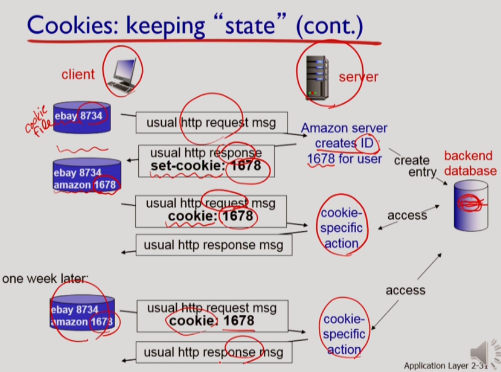 Cookies: keeping “state” (cont.)
client
server
cookie
File
ebay 8734
usual http request msg
Amazon server
creates ID
1678 for user
usual http response
set-cookie: 1678
create
entry
backend
database
ebay 8734
amazon 1678
usual http request msg
cookie: 1678
cookie-
specific
action
access
usual http response msg
one week later:
access
ebay 8734
amazon 1678
usual http request msg
cookie: 1678
cookie-
specific
action
usual http response msg
Application Layer 2-31